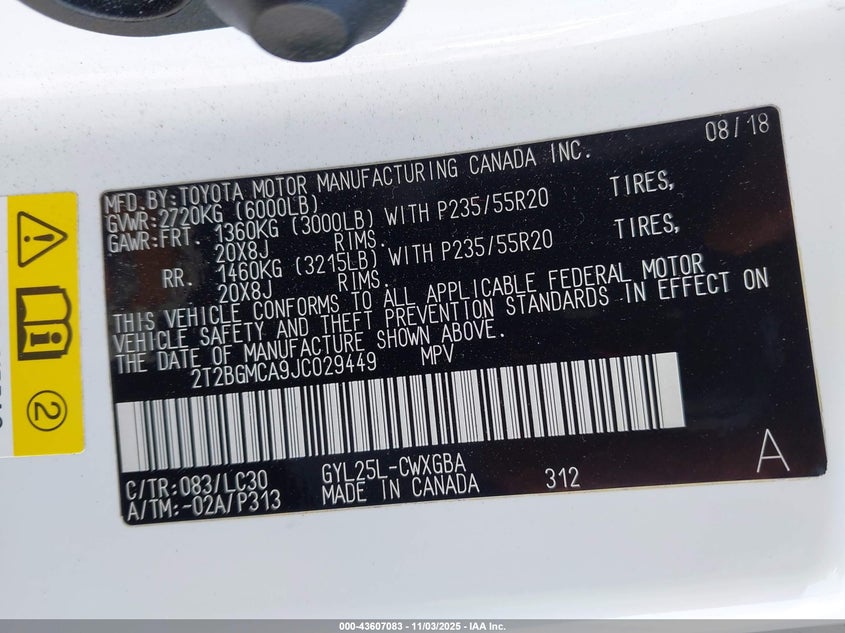 08/18
MFD.BY:TOYOTA MOTOR MANUFACTURING CANADA INC.
GVWR:2720KG (6000LB)
GAWR:FRT. 1360KG (3000LB) WITH P235/55R20 TIRES,
20X8J RIMS.
RR. 1460KG (3215LB) WITH P235/55R20 TIRES,
20X8J RIMS.
THIS VEHICLE CONFORMS TO ALL APPLICABLE FEDERAL MOTOR
VEHICLE SAFETY AND THEFT PREVENTION STANDARDS IN EFFECT ON
THE DATE OF MANUFACTURE SHOWN ABOVE.
2T2BGMCA9JC029449 MPV
C/TR:083/LC30 GYL25L-CWXGBA 312 A
A/TM:-02A/P313 MADE IN CANADA
2
000-43607083 - 11/03/2025 - IAA Inc.